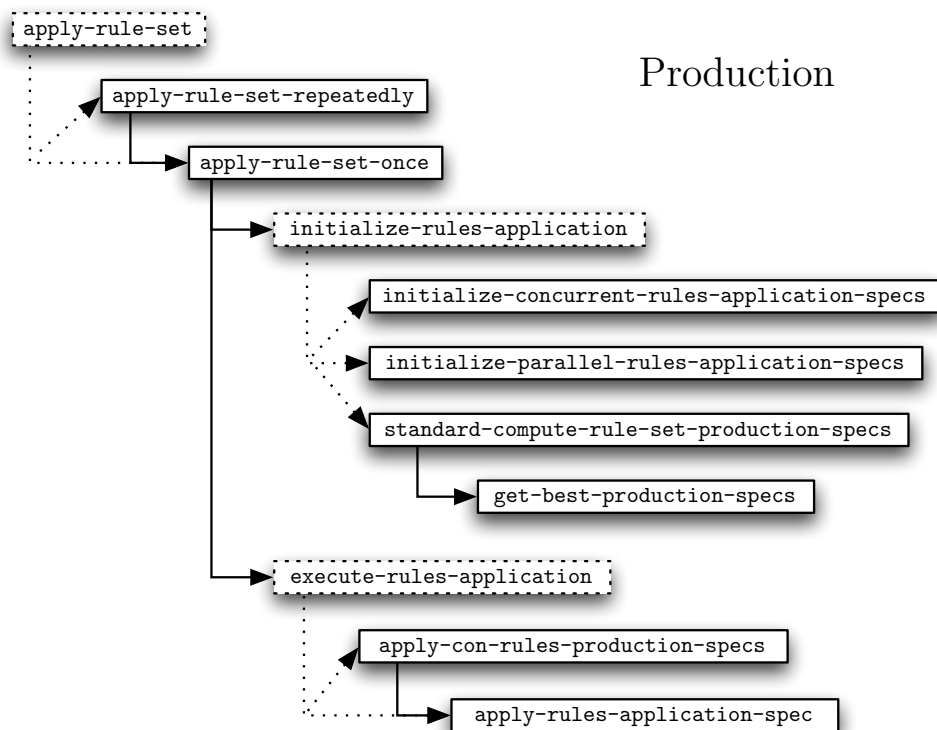 apply-rule-set
Production
apply-rule-set-repeatedly
apply-rule-set-once
initialize-rules-application
initialize-concurrent-rules-application-specs
initialize-parallel-rules-application-specs
standard-compute-rule-set-production-specs
get-best-production-specs
execute-rules-application
apply-con-rules-production-specs
apply-rules-application-spec